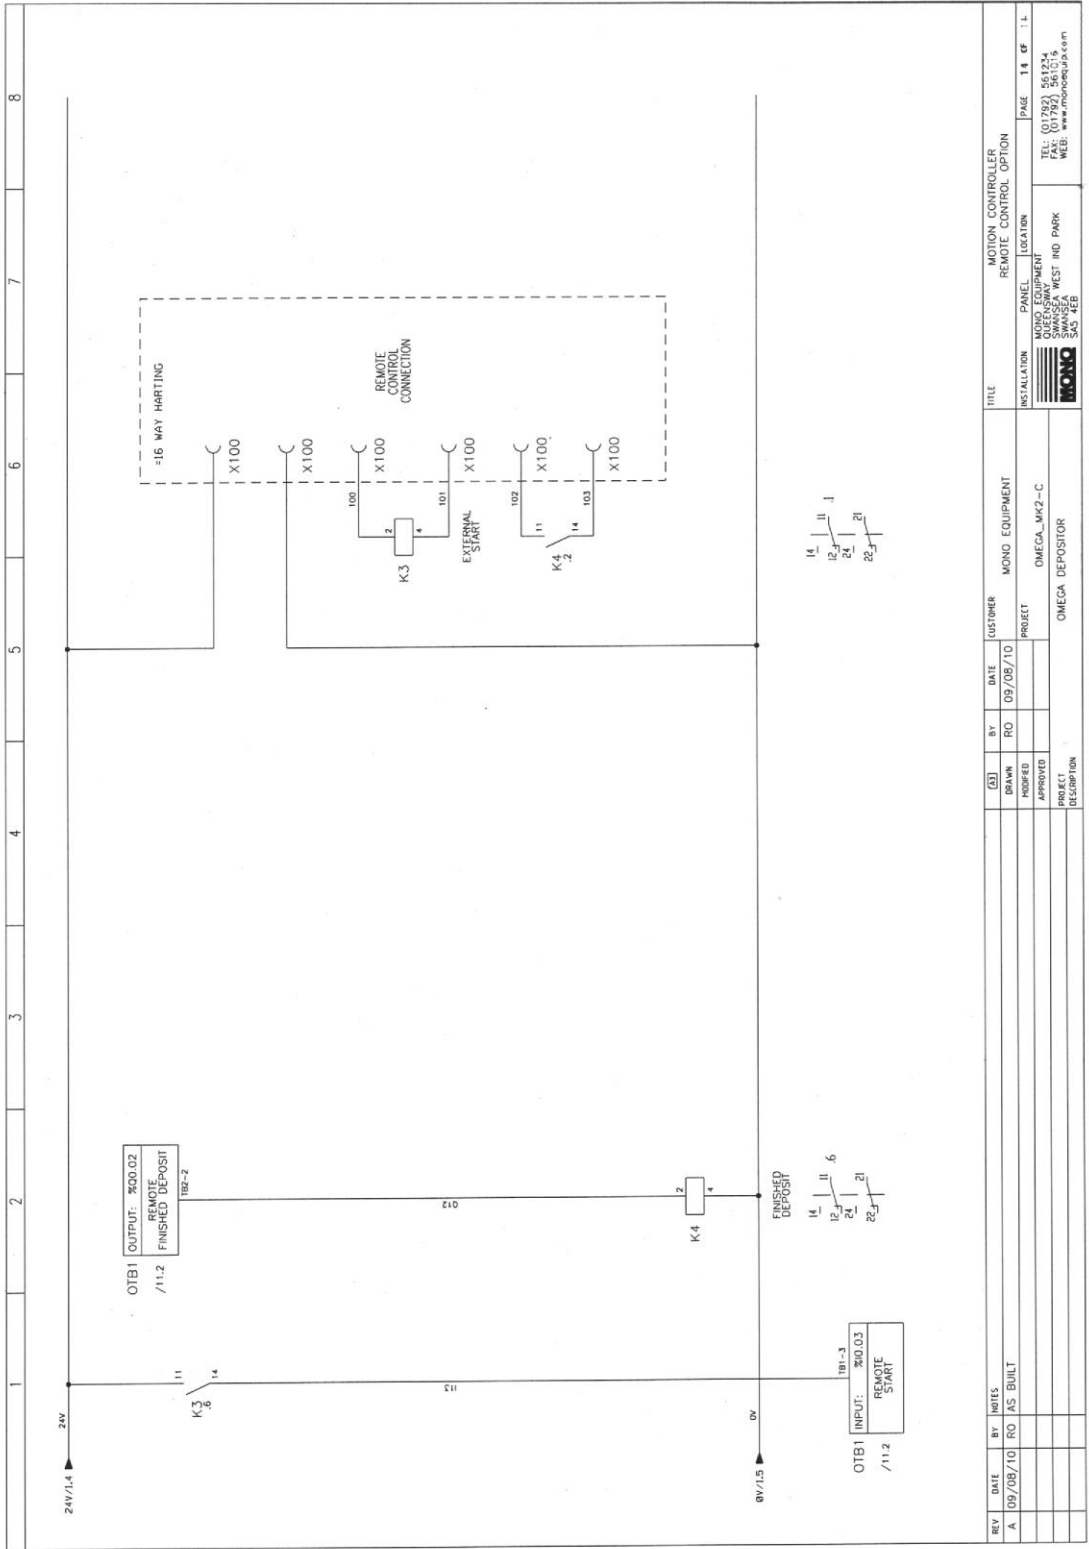 1 2 3 4 5 6 7 8
24V/1.4
24V
K3
.6
11
14
I13
OTB1
OUTPUT: %Q0.02
REMOTE
FINISHED DEPOSIT
/11.2
TB2-2
Q12
K4
2
4
FINISHED
DEPOSIT
14 11 .6
12
24 21
22
0V/1.5
0V
TB1-3
OTB1
INPUT: %I0.03
REMOTE
START
/11.2
=16 WAY HARTING
REMOTE
CONTROL
CONNECTION
X100
X100
X100
X100
X100
X100
100
K3
2
4
101
EXTERNAL
START
102
K4
.2
11
14
103
14 11 .1
12
24 21
22
REV DATE BY NOTES
A 09/08/10 RO AS BUILT
A3 BY DATE
DRAWN RO 09/08/10
MODIFIED
APPROVED
PROJECT
DESCRIPTION
CUSTOMER
MONO EQUIPMENT
PROJECT
OMEGA_MK2-C
OMEGA DEPOSITOR
TITLE
MOTION CONTROLLER
REMOTE CONTROL OPTION
INSTALLATION PANEL LOCATION PAGE 14 OF
MONO
MONO EQUIPMENT
QUEENSWAY
SWANSEA WEST IND PARK
SWANSEA
SA5 4EB
TEL: (01792) 561234
FAX: (01792) 561016
WEB: www.monoequip.com